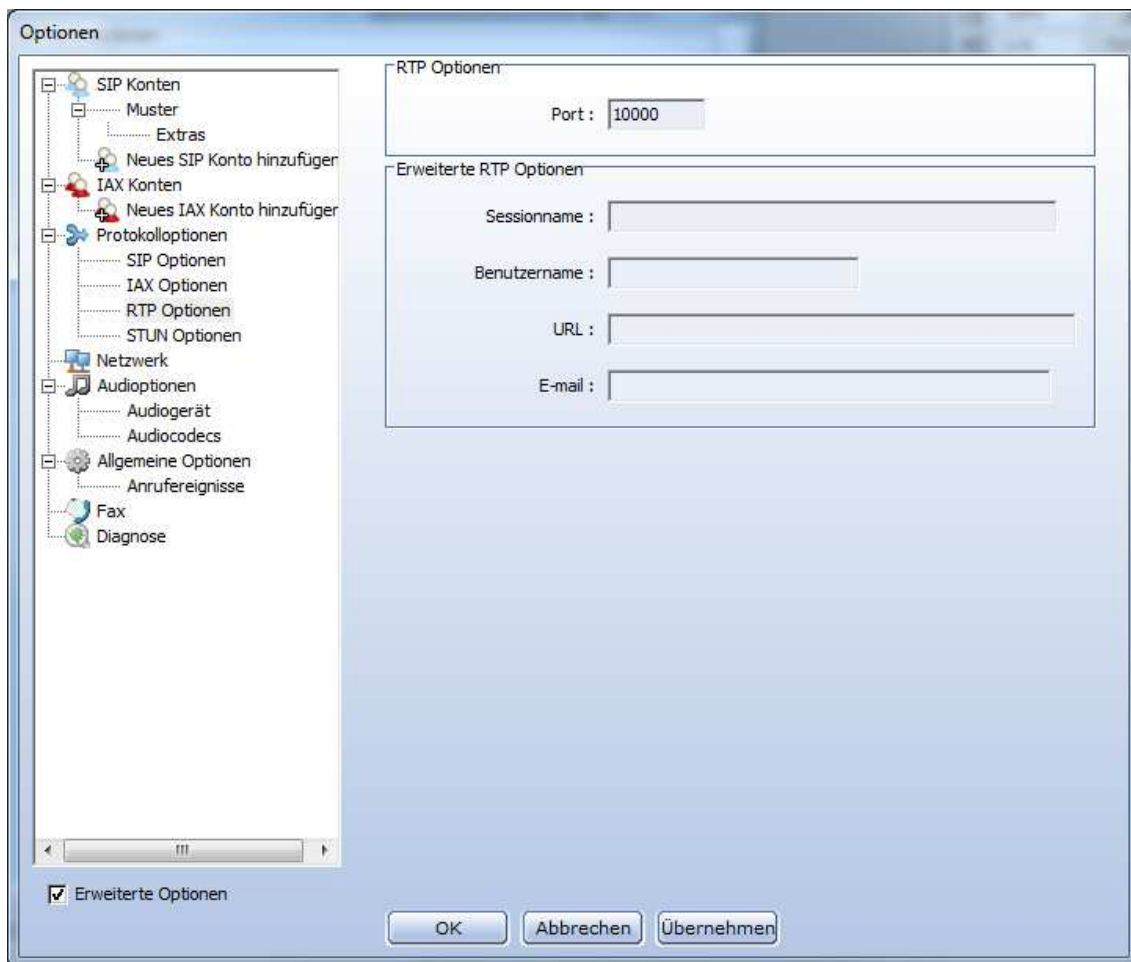 Optionen
SIP Konten
Muster
Extras
Neues SIP Konto hinzufüger
IAX Konten
Neues IAX Konto hinzufüger
Protokolloptionen
SIP Optionen
IAX Optionen
RTP Optionen
STUN Optionen
Netzwerk
Audioptionen
Audiogerät
Audiocodecs
Allgemeine Optionen
Anrufereignisse
Fax
Diagnose
Erweiterte Optionen
RTP Optionen
Port : 10000
Erweiterte RTP Optionen
Sessionname :
Benutzername :
URL :
E-mail :
OK Abbrechen Übernehmen